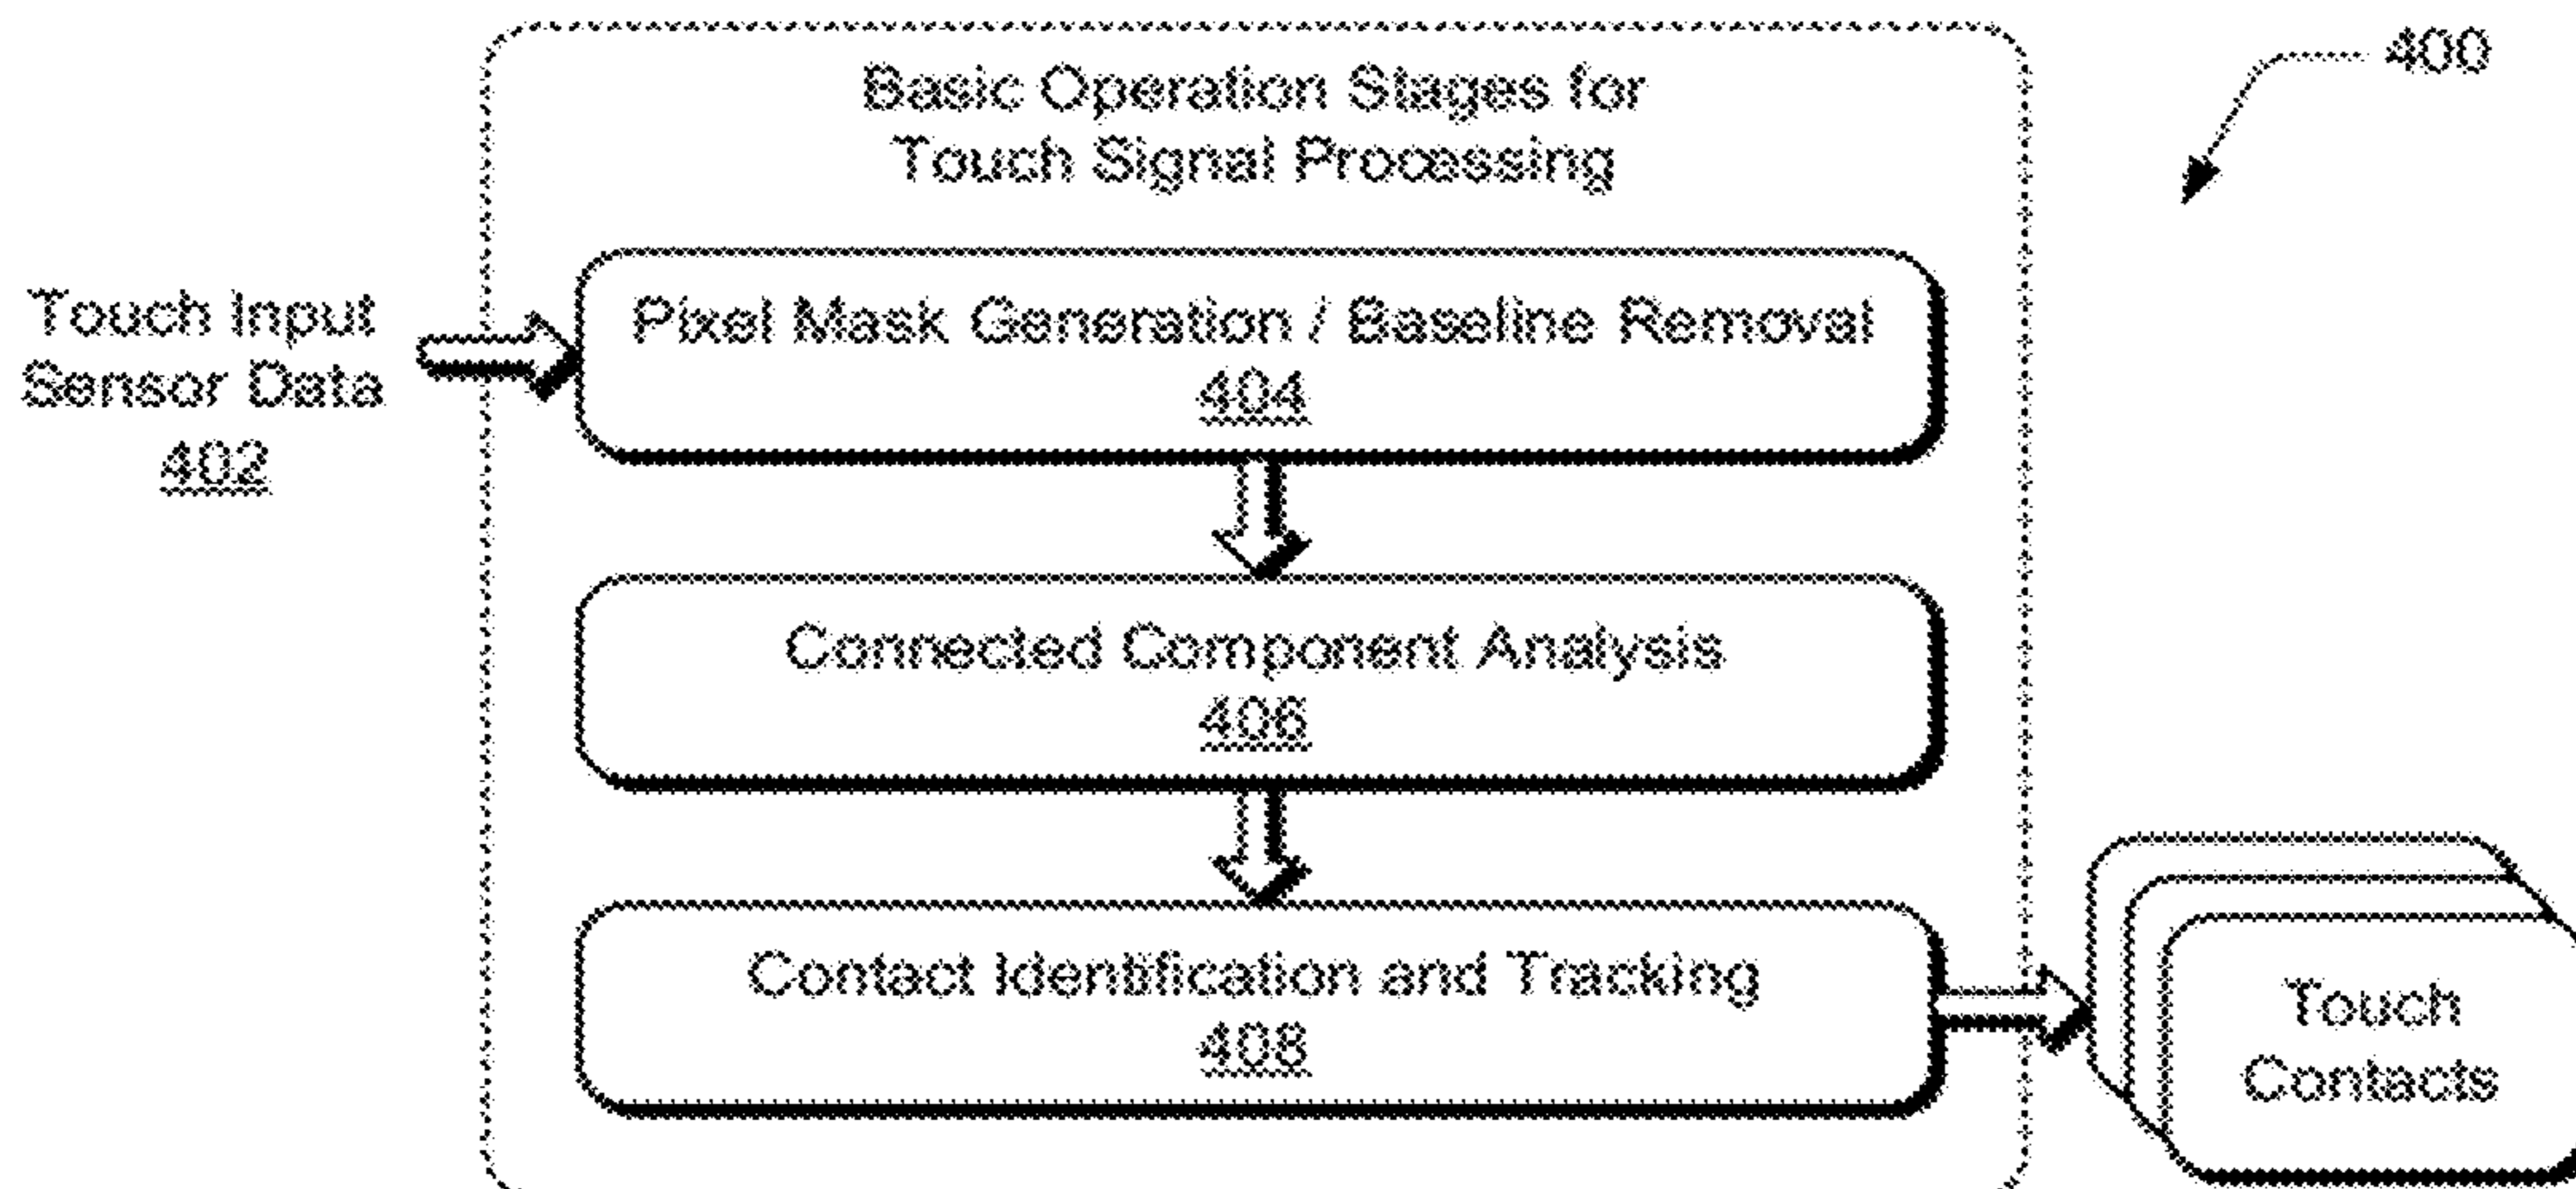 400
Basic Operation Stages for
Touch Signal Processing
Touch Input
Sensor Data
402
Pixel Mask Generation / Baseline Removal
404
Connected Component Analysis
406
Contact Identification and Tracking
408
Touch
Contacts